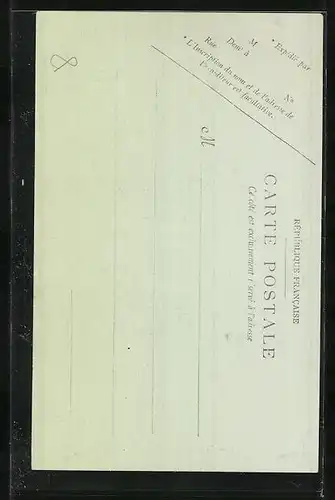 RÉPUBLIQUE FRANÇAISE
CARTE POSTALE
Ce côté est exclusivement réservé à l'adresse
* Expédié par
M
Demt à
Rue Nº
* L'inscription du nom et de l'adresse de
l'expéditeur est facultative.
M
8